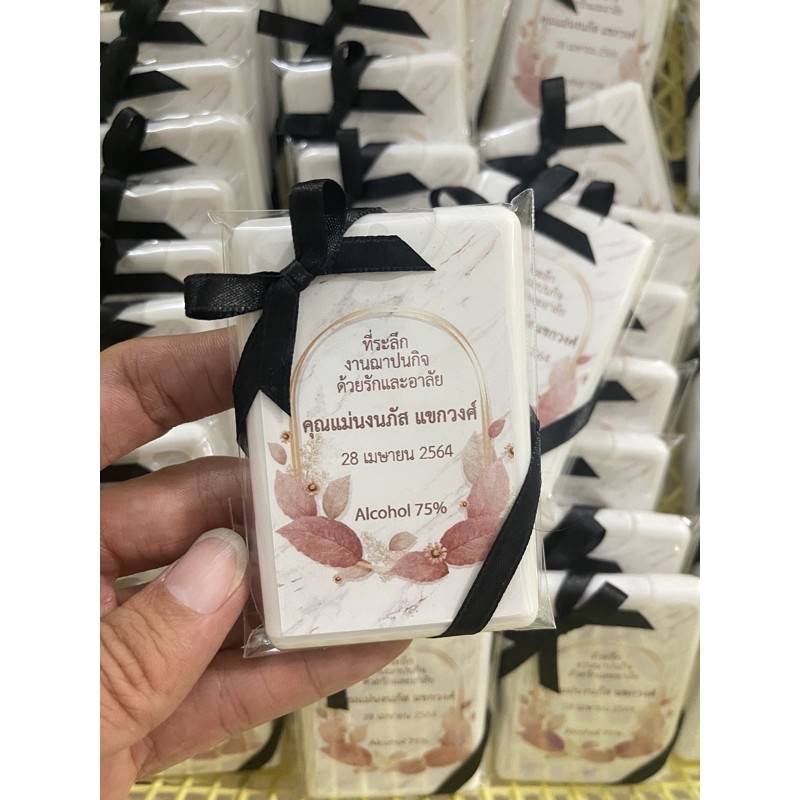 ที่ระลึก
งานฌาปนกิจ
ด้วยรักและอาลัย
คุณแม่นงนภัส แขกวงศ์
28 เมษายน 2564
Alcohol 75%